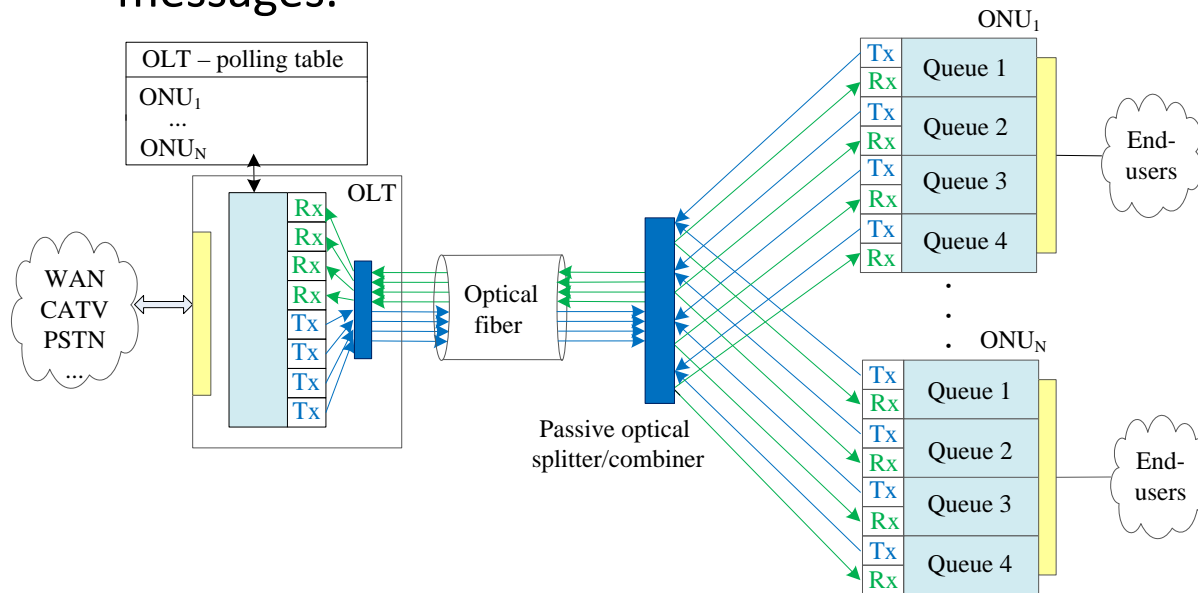 messages.
OLT – polling table
ONU1
...
ONUN
OLT
Rx
Rx
Rx
Rx
Tx
Tx
Tx
Tx
WAN
CATV
PSTN
...
Optical
fiber
Passive optical
splitter/combiner
ONU1
Tx
Rx
Queue 1
Tx
Rx
Queue 2
Tx
Rx
Queue 3
Tx
Rx
Queue 4
End-
users
.
.
.
ONUN
Tx
Rx
Queue 1
Tx
Rx
Queue 2
Tx
Rx
Queue 3
Tx
Rx
Queue 4
End-
users